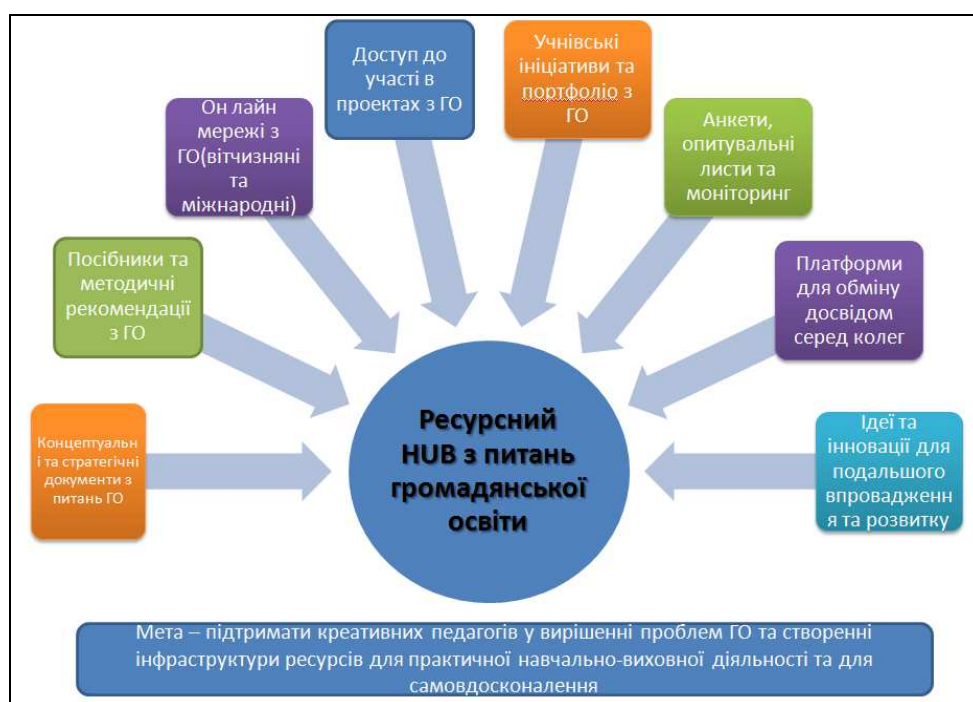 Доступ до
участі в
проектах з ГО
Учнівські
ініціативи та
портфоліо з
ГО
Он лайн
мережі з
ГО(вітчизняні
та
міжнародні)
Анкети,
опитувальні
листи та
моніторинг
Посібники та
методичні
рекомендації
з ГО
Платформи
для обміну
досвідом
серед колег
Концептуальн
і та стратегічні
документи з
питань ГО
Ресурсний
HUB з питань
громадянської
освіти
Ідеї та
інновації для
подальшого
впровадженн
я та розвитку
Мета – підтримати креативних педагогів у вирішенні проблем ГО та створенні
інфраструктури ресурсів для практичної навчально-виховної діяльності та для
самовдосконалення